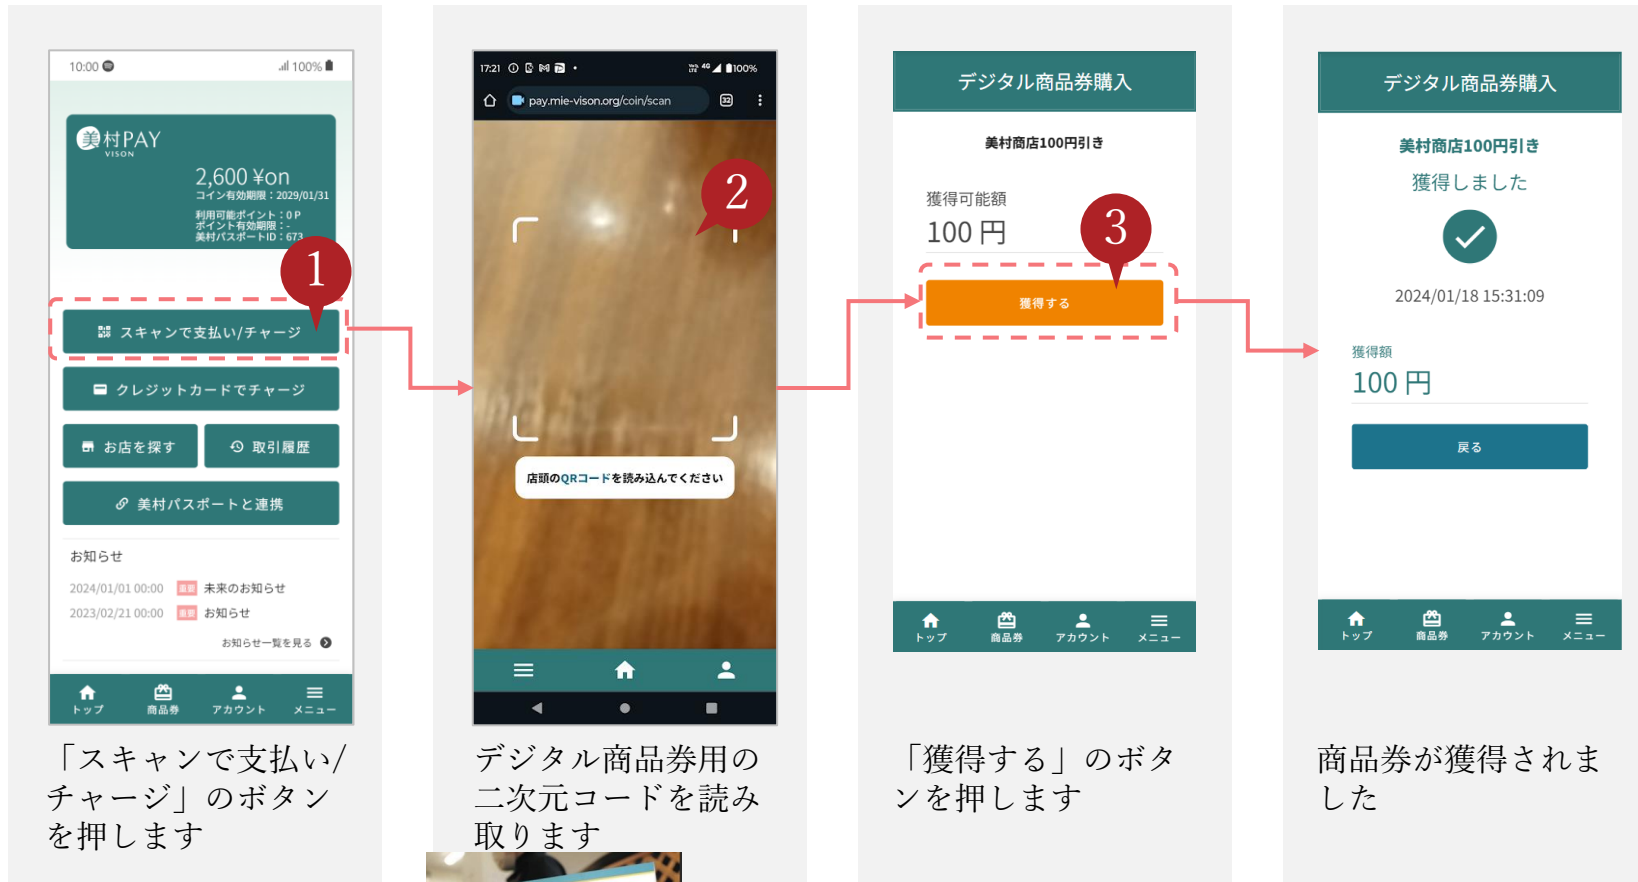 10:00
100%
美村PAY
VISON
2,600 ¥on
コイン有効期限：2029/01/31
利用可能ポイント：0 P
ポイント有効期限：-
美村パスポートID：673
1
スキャンで支払い/チャージ
クレジットカードでチャージ
お店を探す
取引履歴
美村パスポートと連携
お知らせ
2024/01/01 00:00 重要 未来のお知らせ
2023/02/21 00:00 重要 お知らせ
お知らせ一覧を見る
トップ 商品券 アカウント メニュー
「スキャンで支払い/
チャージ」のボタン
を押します
17:21
4G 100%
pay.mie-vison.org/coin/scan
32
2
店頭のQRコードを読み込んでください
デジタル商品券用の
二次元コードを読み
取ります
デジタル商品券購入
美村商店100円引き
獲得可能額
100 円
3
獲得する
トップ 商品券 アカウント メニュー
「獲得する」のボタ
ンを押します
デジタル商品券購入
美村商店100円引き
獲得しました
2024/01/18 15:31:09
獲得額
100 円
戻る
トップ 商品券 アカウント メニュー
商品券が獲得されま
した